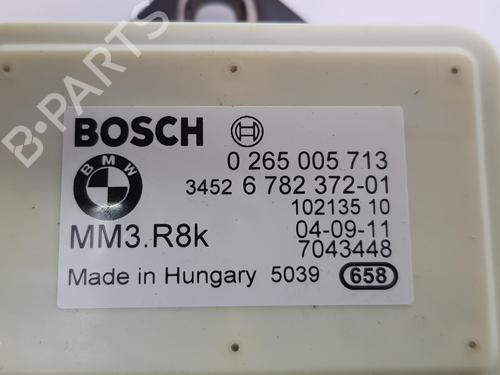 BOSCH
BMW
0 265 005 713
3452 6 782 372-01
102135 10
MM3.R8k 04-09-11
7043448
Made in Hungary 5039 658
B-PARTS